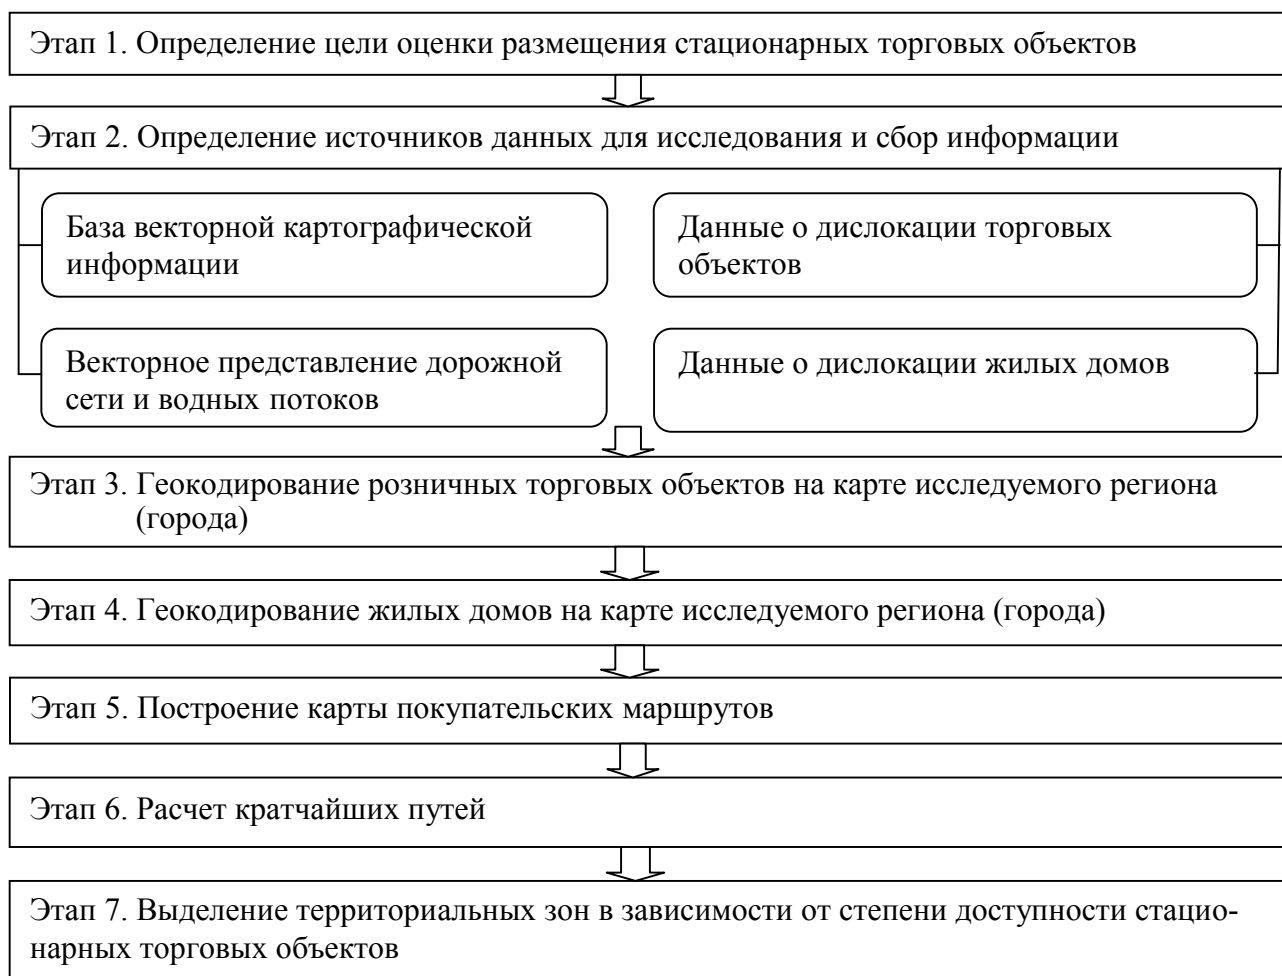 Этап 1. Определение цели оценки размещения стационарных торговых объектов
Этап 2. Определение источников данных для исследования и сбор информации
База векторной картографической
информации
Данные о дислокации торговых
объектов
Векторное представление дорожной
сети и водных потоков
Данные о дислокации жилых домов
Этап 3. Геокодирование розничных торговых объектов на карте исследуемого региона
(города)
Этап 4. Геокодирование жилых домов на карте исследуемого региона (города)
Этап 5. Построение карты покупательских маршрутов
Этап 6. Расчет кратчайших путей
Этап 7. Выделение территориальных зон в зависимости от степени доступности стацио-
нарных торговых объектов